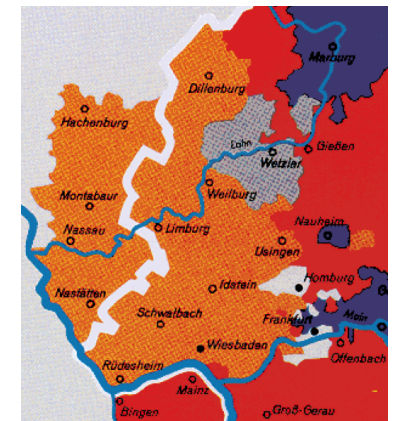 Marburg
Dillenburg
Hachenburg
Lahn
Wetzlar
Gießen
Weilburg
Montabaur
Nassau
Limburg
Nauheim
Usingen
Idstein
Homburg
Nastätten
Schwalbach
Frankfurt
Main
Wiesbaden
Offenbach
Rüdesheim
Mainz
Bingen
Groß-Gerau